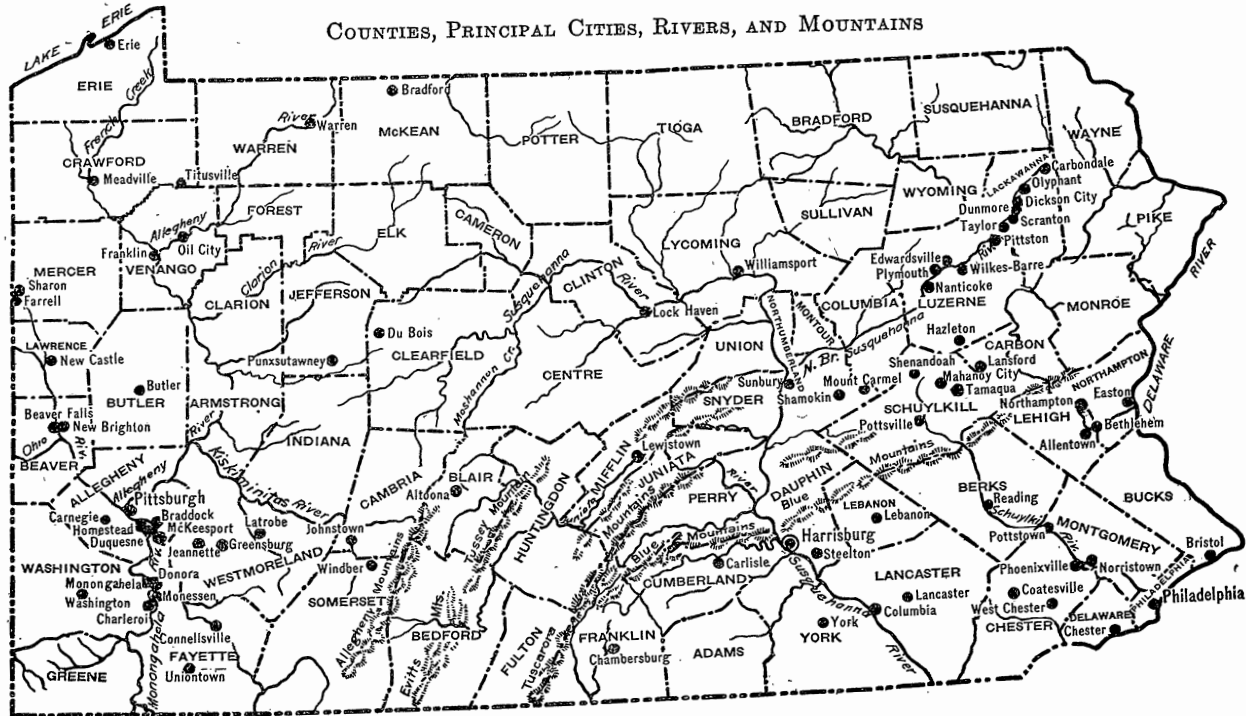 Counties, Principal Cities, Rivers, and Mountains
LAKE ERIE
Erie
ERIE
French Creek
CRAWFORD
Meadville
Titusville
River
Warren
WARREN
Bradford
McKEAN
POTTER
TIOGA
BRADFORD
SUSQUEHANNA
WAYNE
LACKAWANNA
Carbondale
Olyphant
Dickson City
Dunmore
Scranton
Taylor
Pittston
WYOMING
SULLIVAN
PIKE
RIVER
Allegheny
FOREST
Franklin
Oil City
VENANGO
MERCER
Sharon
Farrell
Clarion River
CLARION
ELK
CAMERON
JEFFERSON
Susquehanna
CLINTON
River
Lock Haven
LYCOMING
Williamsport
Edwardsville
Plymouth
Riv.
Wilkes-Barre
Nanticoke
LUZERNE
COLUMBIA
MONTOUR
NORTHUMBERLAND
N. Br. Susquehanna
MONROE
LAWRENCE
New Castle
Du Bois
Punxsutawney
CLEARFIELD
Moshannon Cr.
CENTRE
UNION
Hazleton
CARBON
Lansford
Shenandoah
Mahanoy City
Tamaqua
Mount Carmel
Shamokin
Sunbury
SNYDER
SCHUYLKILL
Pottsville
NORTHAMPTON
Northampton
Easton
LEHIGH
Bethlehem
Allentown
DELAWARE
Butler
BUTLER
ARMSTRONG
River
INDIANA
Beaver Falls
New Brighton
Ohio Riv.
BEAVER
ALLEGHENY
Allegheny
Kiskiminitas River
CAMBRIA
BLAIR
Altoona
Tussey Mountain
HUNTINGDON
MIFFLIN
Lewistown
JUNIATA
Juniata
River
Mountains
PERRY
DAUPHIN
Blue Mountains
LEBANON
Lebanon
BERKS
Reading
Schuylkill
Riv.
Pottstown
BUCKS
MONTGOMERY
Bristol
Pittsburgh
Carnegie
Braddock
Homestead
McKeesport
Duquesne
Riv.
Jeannette
Greensburg
Latrobe
Johnstown
Windber
WESTMORELAND
WASHINGTON
Monongahela
Donora
Washington
Monessen
Charleroi
Monongahela
Connellsville
FAYETTE
Uniontown
GREENE
SOMERSET
Allegheny Mountains
Evitts Mts.
BEDFORD
FULTON
Tuscarora
FRANKLIN
Chambersburg
Blue Mountains
Carlisle
CUMBERLAND
Harrisburg
Steelton
Susquehanna
River
ADAMS
York
YORK
LANCASTER
Lancaster
Columbia
Phoenixville
Norristown
Coatesville
West Chester
CHESTER
DELAWARE
Chester
PHILADELPHIA
Philadelphia